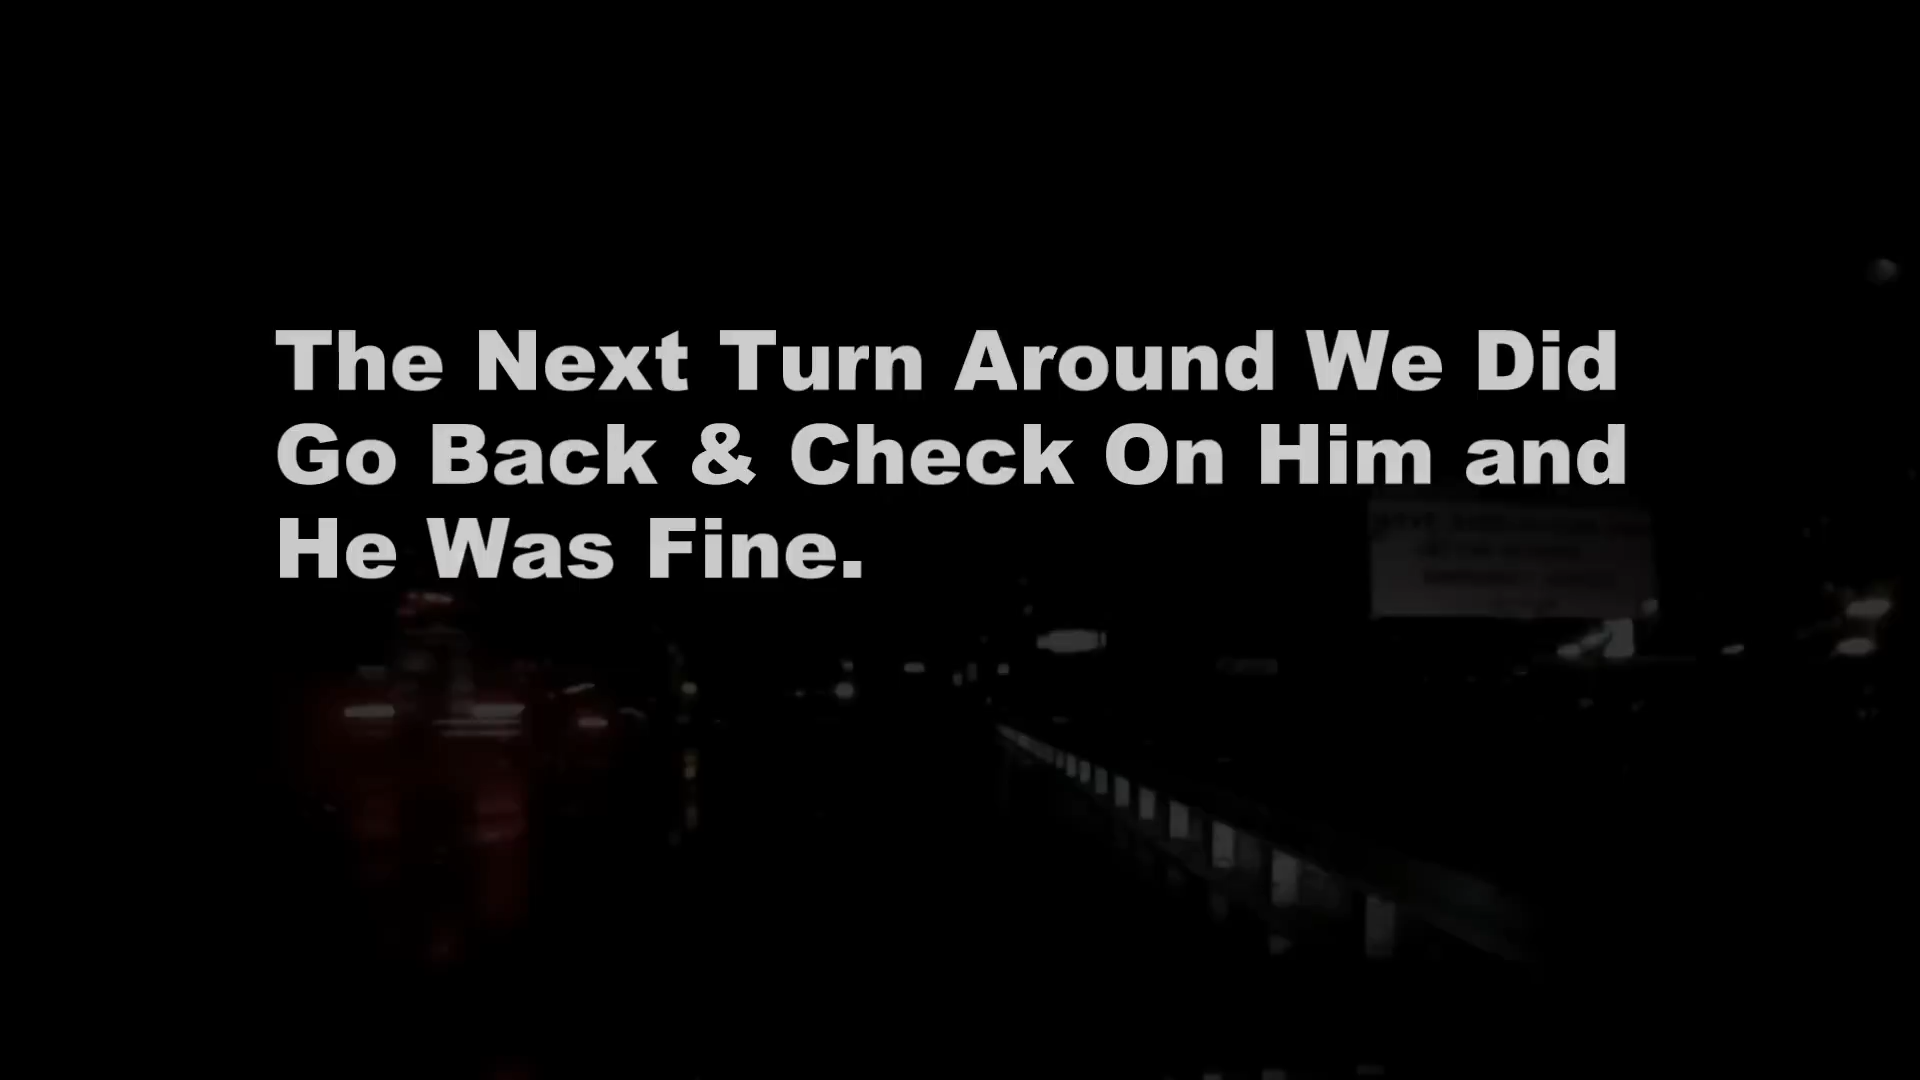 The Next Turn Around We Did
Go Back & Check On Him and
He Was Fine.